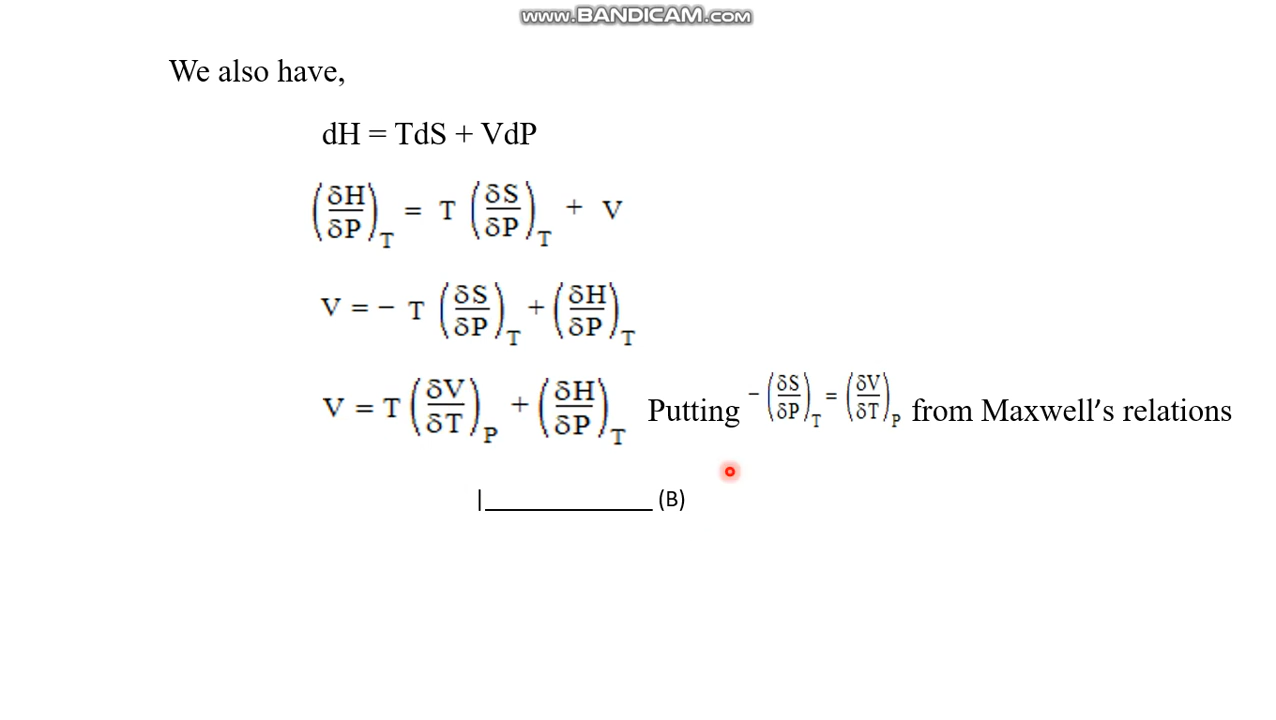 www.BANDICAM.com
We also have,
dH = TdS + VdP
(δH/δP)_T = T (δS/δP)_T + V
V = − T (δS/δP)_T + (δH/δP)_T
V = T (δV/δT)_P + (δH/δP)_T Putting −(δS/δP)_T = (δV/δT)_P from Maxwell's relations
|______________ (B)